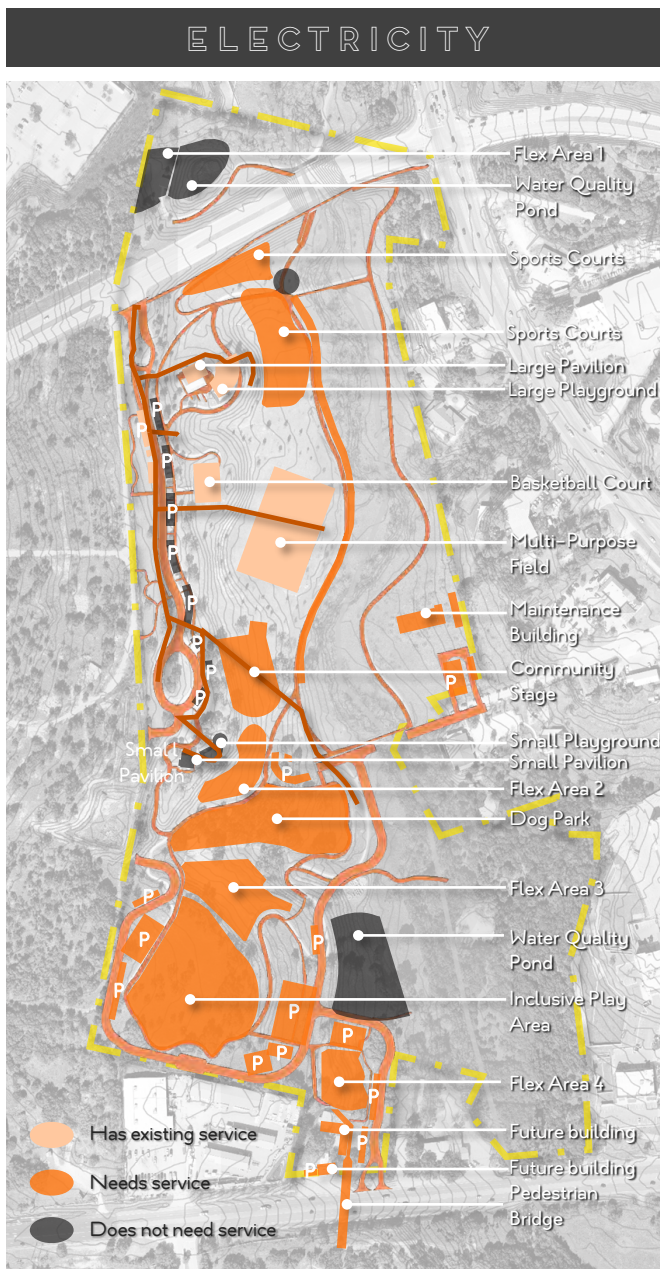 ELECTRICITY
Flex Area 1
Water Quality
Pond
Sports Courts
Sports Courts
Large Pavilion
Large Playground
P
P
Basketball Court
P
Multi-Purpose
Field
P
P
Maintenance
Building
P
Community
Stage
P
P
P
Small Playground
Small
Pavilion
Small Pavilion
P
Flex Area 2
Dog Park
Flex Area 3
P
P
P
Water Quality
Pond
P
Inclusive Play
Area
P
P
P
P
Flex Area 4
P
Has existing service
Future building
P
Future building
P
Needs service
Pedestrian
Bridge
Does not need service